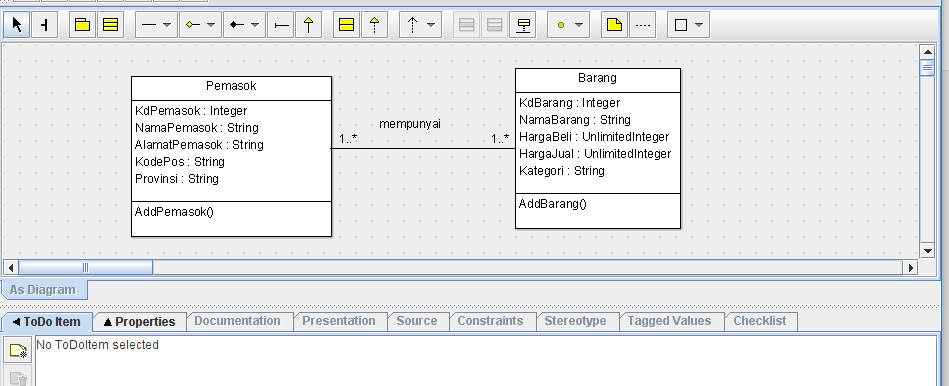 Pemasok
KdPemasok : Integer
NamaPemasok : String
AlamatPemasok : String
KodePos : String
Provinsi : String
AddPemasok()
mempunyai
1..*
1..*
Barang
KdBarang : Integer
NamaBarang : String
HargaBeli : UnlimitedInteger
HargaJual : UnlimitedInteger
Kategori : String
AddBarang()
As Diagram
ToDo Item
Properties
Documentation
Presentation
Source
Constraints
Stereotype
Tagged Values
Checklist
No ToDoItem selected